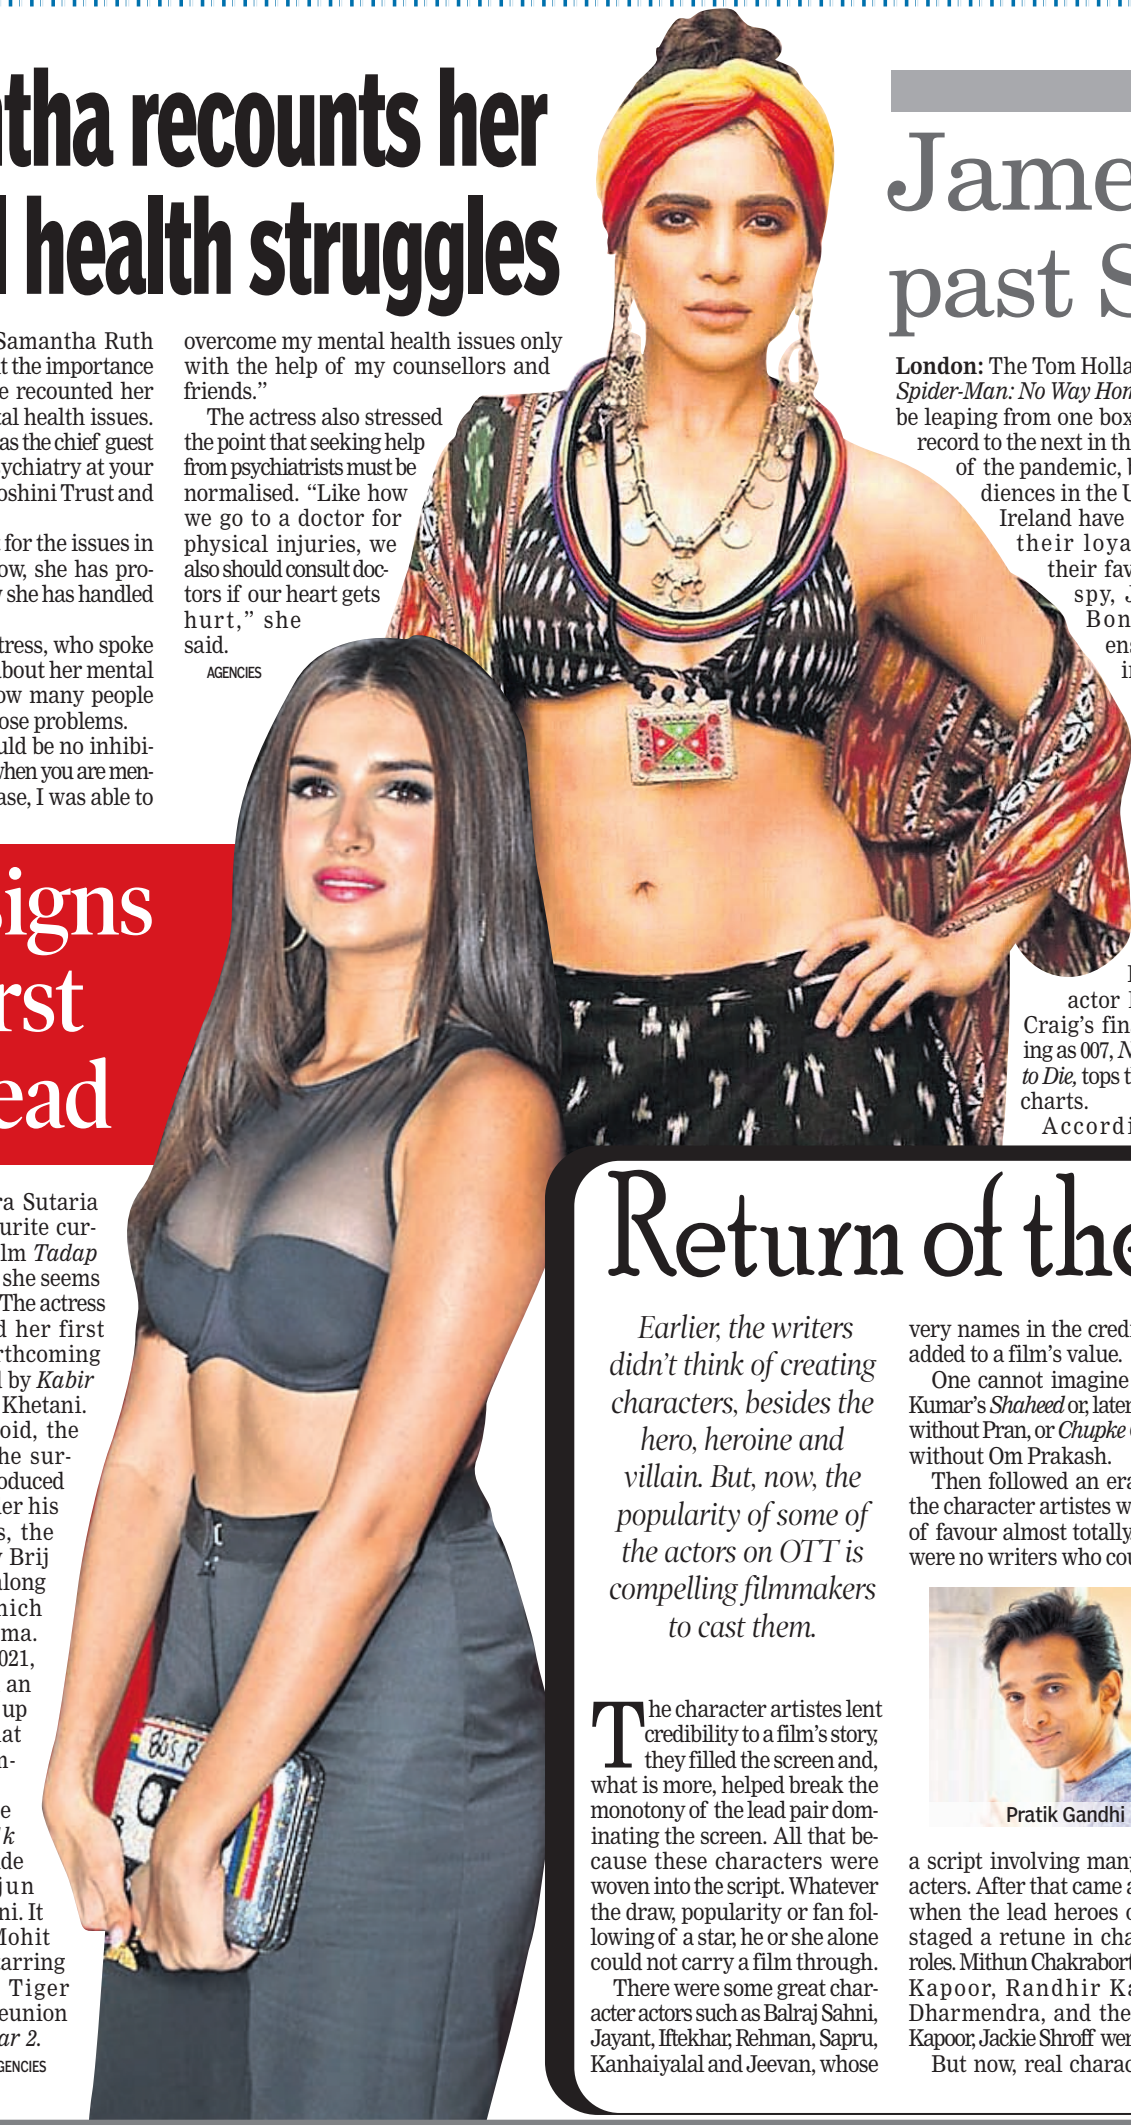 tha recounts her
health struggles
Samantha Ruth
t the importance
e recounted her
tal health issues.
as the chief guest
ychiatry at your
oshini Trust and
for the issues in
ow, she has pro-
y she has handled
tress, who spoke
bout her mental
ow many people
ose problems.
uld be no inhibi-
when you are men-
ase, I was able to
overcome my mental health issues only
with the help of my counsellors and
friends.”
The actress also stressed
the point that seeking help
from psychiatrists must be
normalised. “Like how
we go to a doctor for
physical injuries, we
also should consult doc-
tors if our heart gets
hurt,” she
said.
AGENCIES
Jame
past S
London: The Tom Holla
Spider-Man: No Way Hom
be leaping from one box
record to the next in th
of the pandemic, b
diences in the U
Ireland have
their loya
their fav
spy, J
Bon
ens
in
actor
Craig’s fin
ing as 007, N
to Die, tops t
charts.
Accordi
signs
rst
ead
ra Sutaria
urite cur-
lm Tadap
she seems
The actress
d her first
rthcoming
l by Kabir
Khetani.
oid, the
he sur-
oduced
er his
s, the
y Brij
along
hich
ma.
021,
an
up
at
n-
e
k
de
jun
ni. It
Mohit
arring
Tiger
eunion
ar 2.
GENCIES
Return of the
Earlier, the writers
didn’t think of creating
characters, besides the
hero, heroine and
villain. But, now, the
popularity of some of
the actors on OTT is
compelling filmmakers
to cast them.
The character artistes lent
credibility to a film’s story,
they filled the screen and,
what is more, helped break the
monotony of the lead pair dom-
inating the screen. All that be-
cause these characters were
woven into the script. Whatever
the draw, popularity or fan fol-
lowing of a star, he or she alone
could not carry a film through.
There were some great char-
acter actors such as Balraj Sahni,
Jayant, Iftekhar, Rehman, Sapru,
Kanhaiyalal and Jeevan, whose
very names in the credi
added to a film’s value.
One cannot imagine
Kumar’s Shaheed or, later
without Pran, or Chupke
without Om Prakash.
Then followed an era
the character artistes w
of favour almost totally
were no writers who cou
Pratik Gandhi
a script involving many
acters. After that came a
when the lead heroes o
staged a retune in cha
roles. Mithun Chakrabort
Kapoor, Randhir Ka
Dharmendra, and the
Kapoor, Jackie Shroff wer
But now, real charac